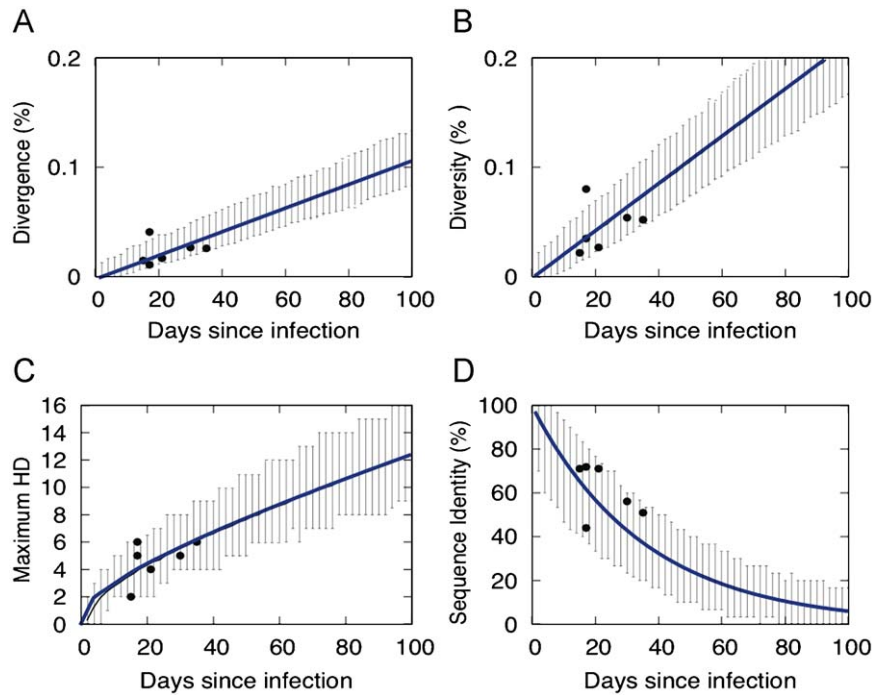 A
Divergence (%)
0.2
0.1
0
0 20 40 60 80 100
Days since infection
B
Diversity (% )
0.2
0.1
0
0 20 40 60 80 100
Days since infection
C
Maximum HD
16
14
12
10
8
6
4
2
0
0 20 40 60 80 100
Days since infection
D
Sequence Identity (%)
100
80
60
40
20
0
0 20 40 60 80 100
Days since infection